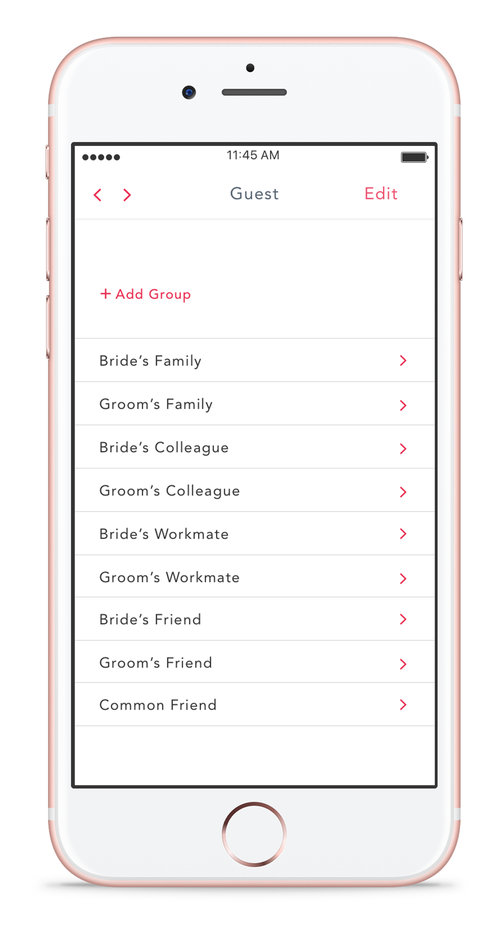 11:45 AM
Guest Edit
+ Add Group
Bride’s Family
Groom’s Family
Bride’s Colleague
Groom’s Colleague
Bride’s Workmate
Groom’s Workmate
Bride’s Friend
Groom’s Friend
Common Friend